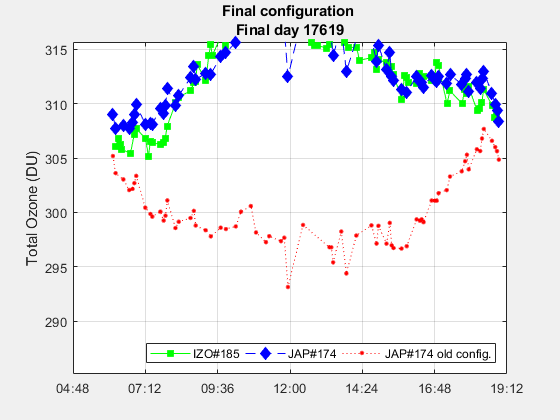 Final configuration
Final day 17619
Total Ozone (DU)
315
310
305
300
295
290
IZO#185 JAP#174 JAP#174 old config.
04:48 07:12 09:36 12:00 14:24 16:48 19:12